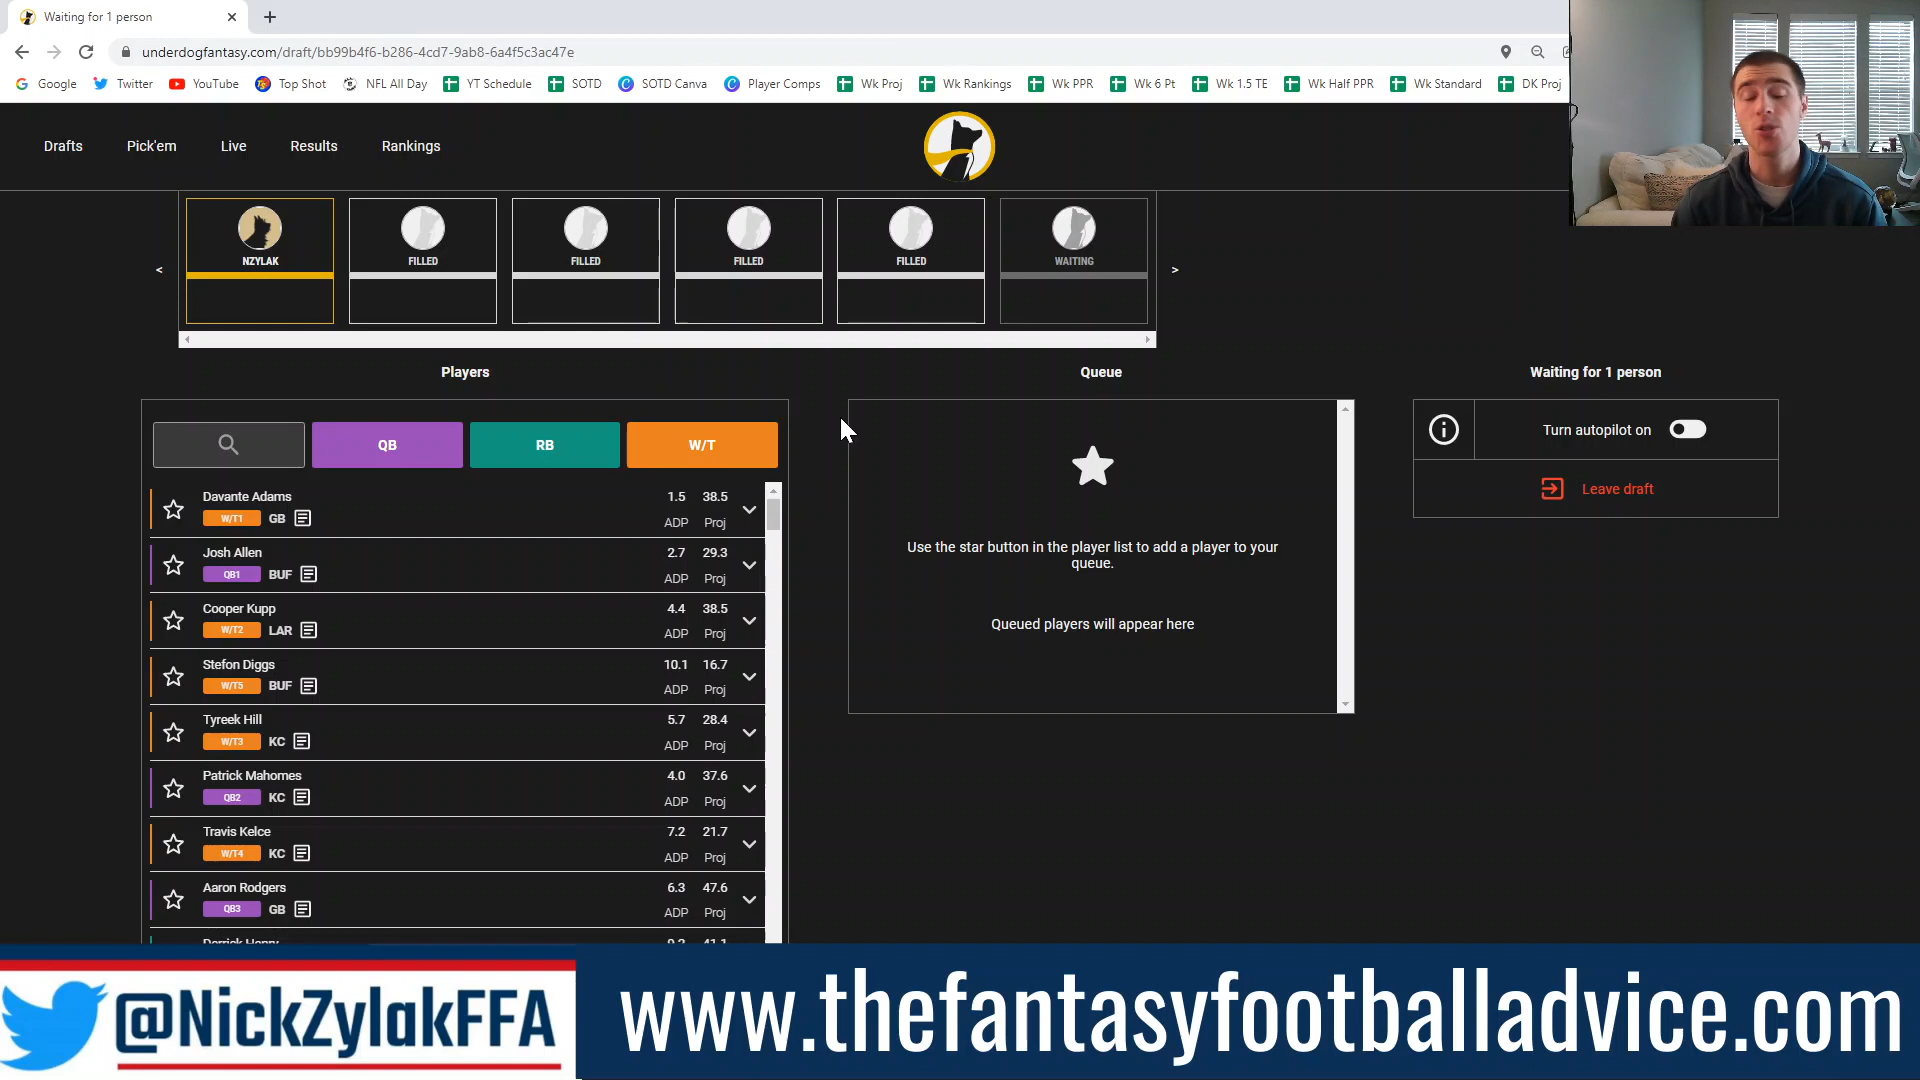 Waiting for 1 person
underdogfantasy.com/draft/bb99b4f6-b286-4cd7-9ab8-6a4f5c3ac47e
Google Twitter YouTube Top Shot NFL All Day YT Schedule SOTD SOTD Canva Player Comps Wk Proj Wk Rankings Wk PPR Wk 6 Pt Wk 1.5 TE Wk Half PPR Wk Standard DK Proj
Drafts Pick'em Live Results Rankings
NZYLAK FILLED FILLED FILLED FILLED WAITING
< >
Players Queue Waiting for 1 person
QB RB W/T
Turn autopilot on
Leave draft
Use the star button in the player list to add a player to your
queue.
Queued players will appear here
Davante Adams 1.5 38.5
W/T1 GB ADP Proj
Josh Allen 2.7 29.3
QB1 BUF ADP Proj
Cooper Kupp 4.4 38.5
W/T2 LAR ADP Proj
Stefon Diggs 10.1 16.7
W/T5 BUF ADP Proj
Tyreek Hill 5.7 28.4
W/T3 KC ADP Proj
Patrick Mahomes 4.0 37.6
QB2 KC ADP Proj
Travis Kelce 7.2 21.7
W/T4 KC ADP Proj
Aaron Rodgers 6.3 47.6
QB3 GB ADP Proj
@NickZylakFFA
www.thefantasyfootballadvice.com